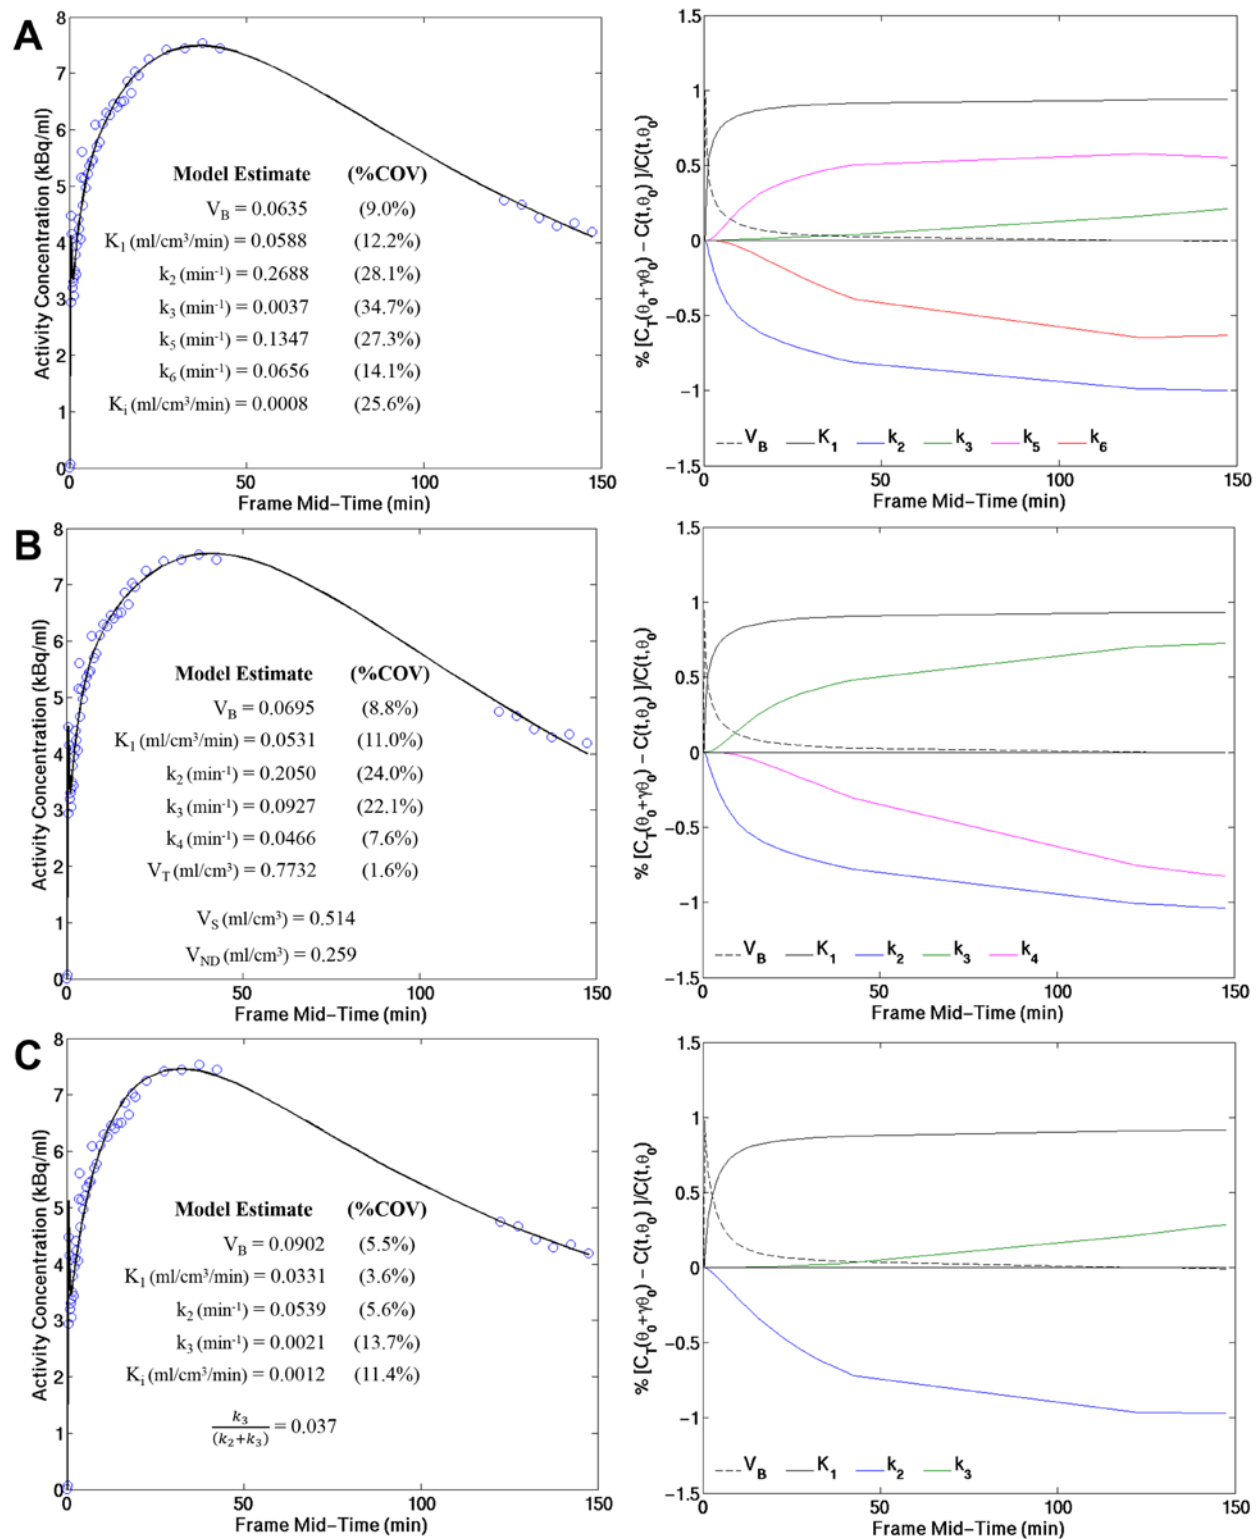 A
Activity Concentration (kBq/ml)
8
7
6
5
4
3
2
1
0
0 50 100 150
Frame Mid−Time (min)
Model Estimate (%COV)
V_B = 0.0635 (9.0%)
K_1 (ml/cm³/min) = 0.0588 (12.2%)
k_2 (min⁻¹) = 0.2688 (28.1%)
k_3 (min⁻¹) = 0.0037 (34.7%)
k_5 (min⁻¹) = 0.1347 (27.3%)
k_6 (min⁻¹) = 0.0656 (14.1%)
K_i (ml/cm³/min) = 0.0008 (25.6%)
% [C_T(θ_0+γθ_0) − C(t,θ_0) ]/C(t,θ_0)
1.5
1
0.5
0
−0.5
−1
−1.5
V_B K_1 k_2 k_3 k_5 k_6
0 50 100 150
Frame Mid−Time (min)
B
Activity Concentration (kBq/ml)
8
7
6
5
4
3
2
1
0
0 50 100 150
Frame Mid−Time (min)
Model Estimate (%COV)
V_B = 0.0695 (8.8%)
K_1 (ml/cm³/min) = 0.0531 (11.0%)
k_2 (min⁻¹) = 0.2050 (24.0%)
k_3 (min⁻¹) = 0.0927 (22.1%)
k_4 (min⁻¹) = 0.0466 (7.6%)
V_T (ml/cm³) = 0.7732 (1.6%)
V_S (ml/cm³) = 0.514
V_ND (ml/cm³) = 0.259
% [C_T(θ_0+γθ_0) − C(t,θ_0) ]/C(t,θ_0)
1.5
1
0.5
0
−0.5
−1
−1.5
V_B K_1 k_2 k_3 k_4
0 50 100 150
Frame Mid−Time (min)
C
Activity Concentration (kBq/ml)
8
7
6
5
4
3
2
1
0
0 50 100 150
Frame Mid−Time (min)
Model Estimate (%COV)
V_B = 0.0902 (5.5%)
K_1 (ml/cm³/min) = 0.0331 (3.6%)
k_2 (min⁻¹) = 0.0539 (5.6%)
k_3 (min⁻¹) = 0.0021 (13.7%)
K_i (ml/cm³/min) = 0.0012 (11.4%)
k_3/(k_2+k_3) = 0.037
% [C_T(θ_0+γθ_0) − C(t,θ_0) ]/C(t,θ_0)
1.5
1
0.5
0
−0.5
−1
−1.5
V_B K_1 k_2 k_3
0 50 100 150
Frame Mid−Time (min)